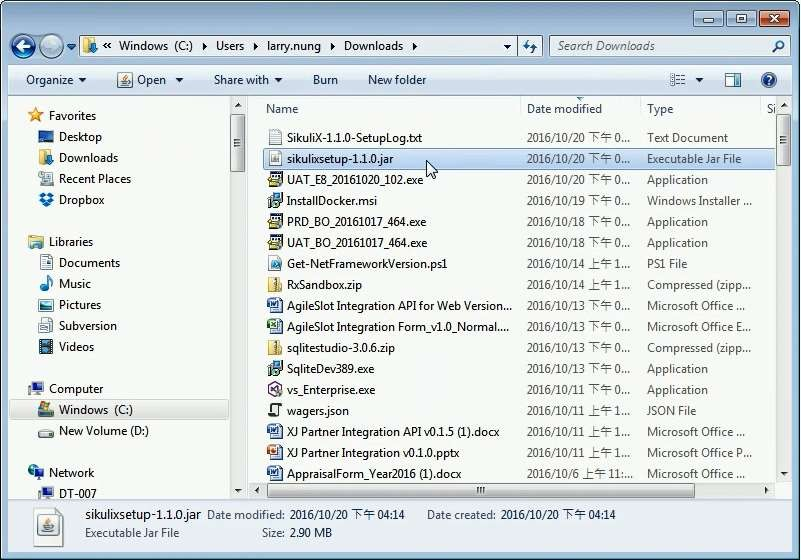 « Windows (C:) ▸ Users ▸ larry.nung ▸ Downloads ▸
Search Downloads
Organize Open Share with Burn New folder
Favorites
Desktop
Downloads
Recent Places
Dropbox
Libraries
Documents
Music
Pictures
Subversion
Videos
Computer
Windows (C:)
New Volume (D:)
Network
DT-007
Name Date modified Type Si
SikuliX-1.1.0-SetupLog.txt 2016/10/20 下午 0... Text Document
sikulixsetup-1.1.0.jar 2016/10/20 下午 0... Executable Jar File
UAT_E8_20161020_102.exe 2016/10/20 下午 0... Application
InstallDocker.msi 2016/10/19 下午 0... Windows Installer ...
PRD_BO_20161017_464.exe 2016/10/18 下午 0... Application
UAT_BO_20161017_464.exe 2016/10/18 下午 0... Application
Get-NetFrameworkVersion.ps1 2016/10/14 上午 1... PS1 File
RxSandbox.zip 2016/10/14 上午 1... Compressed (zipp...
AgileSlot Integration API for Web Version... 2016/10/13 下午 0... Microsoft Office ...
AgileSlot Integration Form_v1.0_Normal.... 2016/10/13 下午 0... Microsoft Office E...
sqlitestudio-3.0.6.zip 2016/10/13 下午 0... Compressed (zipp...
SqliteDev389.exe 2016/10/13 下午 0... Application
vs_Enterprise.exe 2016/10/11 下午 0... Application
wagers.json 2016/10/11 上午 1... JSON File
XJ Partner Integration API v0.1.5 (1).docx 2016/10/11 上午 1... Microsoft Office ...
XJ Partner Integration v0.1.0.pptx 2016/10/11 上午 1... Microsoft Office P...
AppraisalForm_Year2016 (1).docx 2016/10/6 上午 11:... Microsoft Office ...
sikulixsetup-1.1.0.jar Date modified: 2016/10/20 下午 04:14 Date created: 2016/10/20 下午 04:14
Executable Jar File Size: 2.90 MB